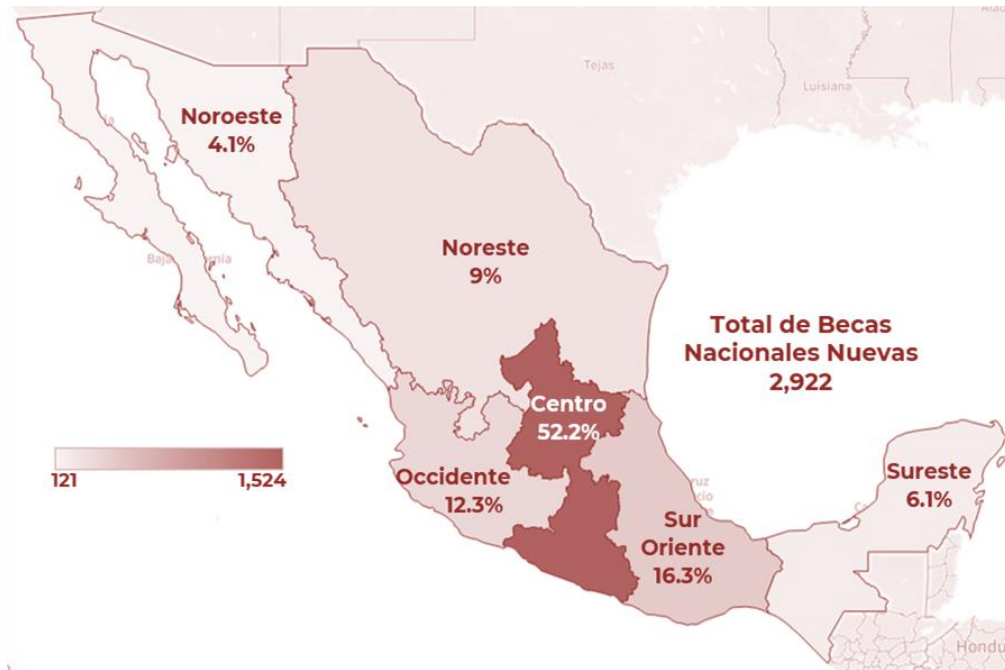 Tejas
Luisiana
Noroeste
4.1%
Noreste
9%
Total de Becas
Nacionales Nuevas
2,922
Centro
52.2%
121
1,524
Occidente
12.3%
Sur
Oriente
16.3%
Sureste
6.1%